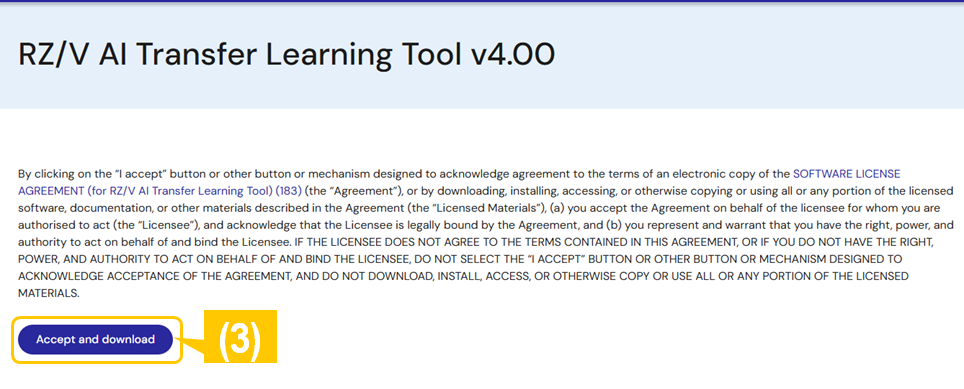 RZ/V AI Transfer Learning Tool v4.00
By clicking on the “I accept” button or other button or mechanism designed to acknowledge agreement to the terms of an electronic copy of the SOFTWARE LICENSE
AGREEMENT (for RZ/V AI Transfer Learning Tool) (183) (the “Agreement”), or by downloading, installing, accessing, or otherwise copying or using all or any portion of the licensed
software, documentation, or other materials described in the Agreement (the “Licensed Materials”), (a) you accept the Agreement on behalf of the licensee for whom you are
authorised to act (the “Licensee”), and acknowledge that the Licensee is legally bound by the Agreement, and (b) you represent and warrant that you have the right, power, and
authority to act on behalf of and bind the Licensee. IF THE LICENSEE DOES NOT AGREE TO THE TERMS CONTAINED IN THIS AGREEMENT, OR IF YOU DO NOT HAVE THE RIGHT,
POWER, AND AUTHORITY TO ACT ON BEHALF OF AND BIND THE LICENSEE, DO NOT SELECT THE “I ACCEPT” BUTTON OR OTHER BUTTON OR MECHANISM DESIGNED TO
ACKNOWLEDGE ACCEPTANCE OF THE AGREEMENT, AND DO NOT DOWNLOAD, INSTALL, ACCESS, OR OTHERWISE COPY OR USE ALL OR ANY PORTION OF THE LICENSED
MATERIALS.
Accept and download
(3)